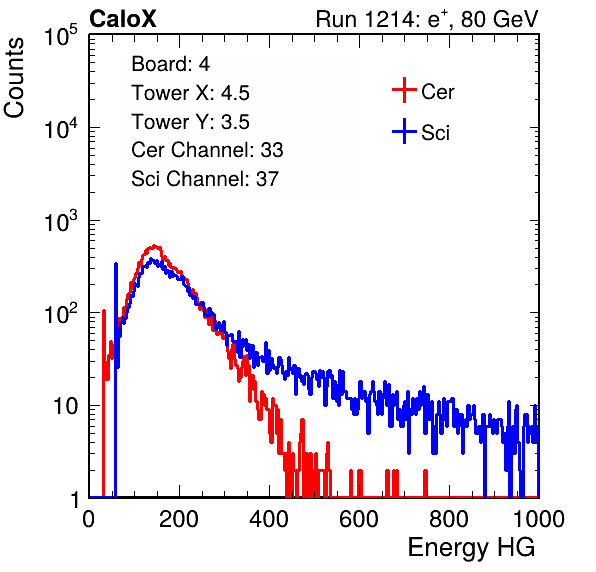 CaloX Run 1214: e⁺, 80 GeV
Counts
Board: 4
Tower X: 4.5
Tower Y: 3.5
Cer Channel: 33
Sci Channel: 37
Cer
Sci
10⁵
10⁴
10³
10²
10
1
0 200 400 600 800 1000
Energy HG